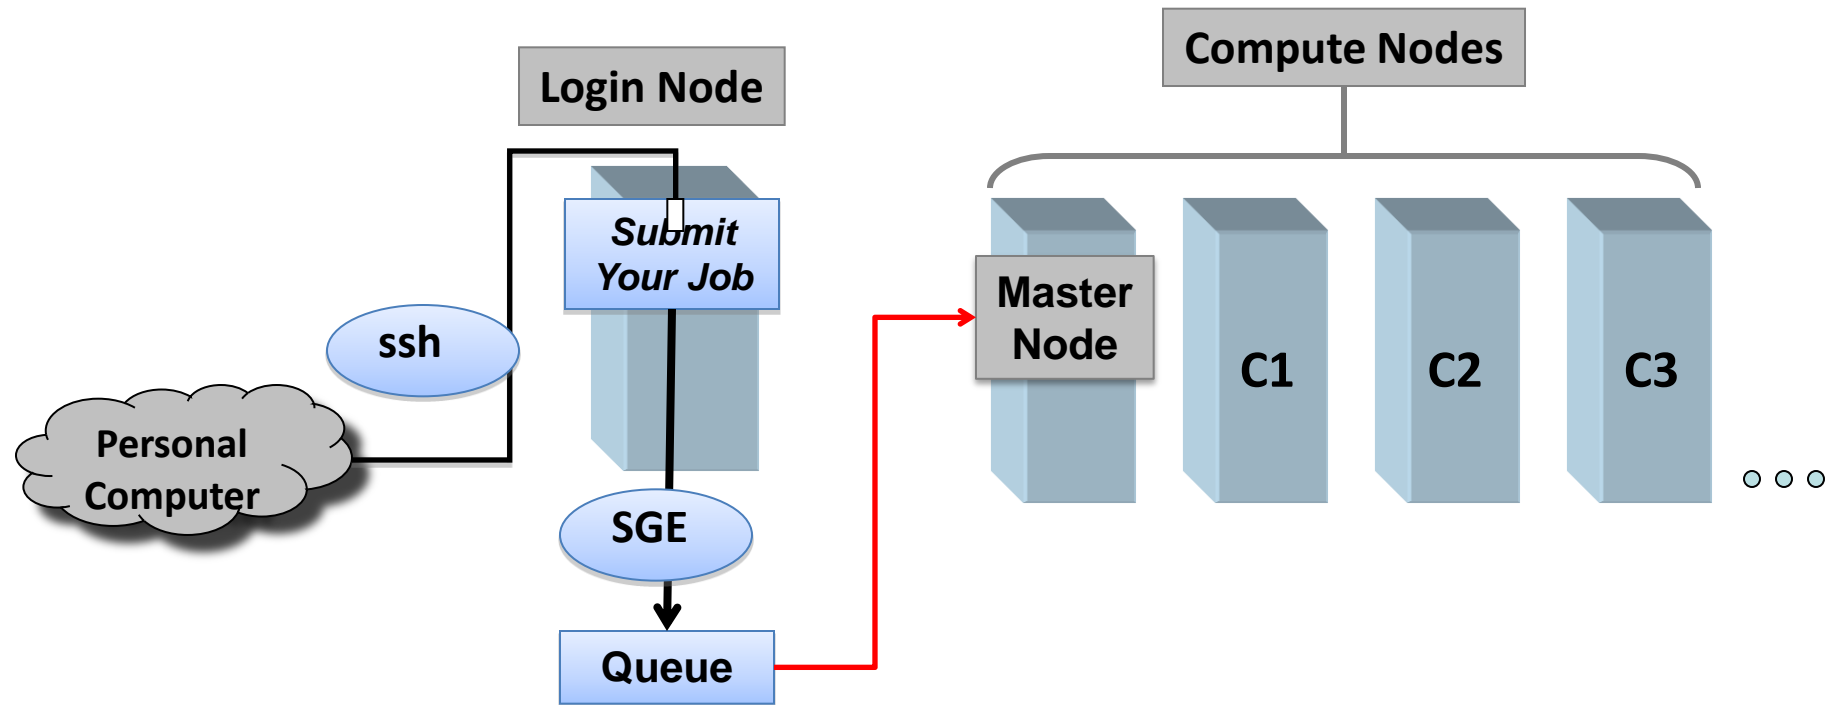 Compute Nodes
Login Node
Submit
Your Job
ssh
Master
Node
C1
C2
C3
Personal
Computer
SGE
Queue